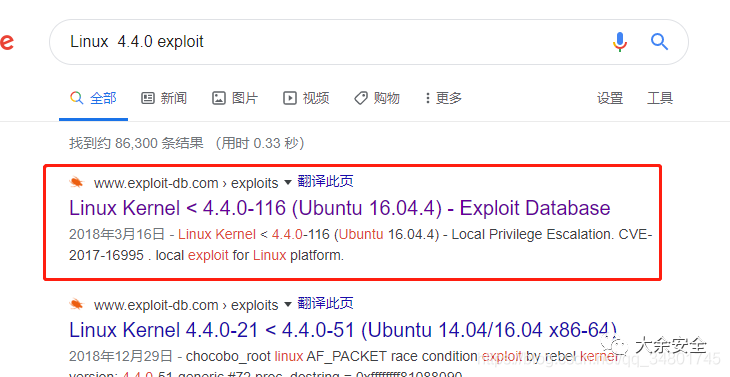 e
Linux 4.4.0 exploit
全部 新闻 图片 视频 购物 更多 设置 工具
找到约 86,300 条结果 （用时 0.33 秒）
www.exploit-db.com › exploits 翻译此页
Linux Kernel < 4.4.0-116 (Ubuntu 16.04.4) - Exploit Database
2018年3月16日 - Linux Kernel < 4.4.0-116 (Ubuntu 16.04.4) - Local Privilege Escalation. CVE-
2017-16995 . local exploit for Linux platform.
www.exploit-db.com › exploits 翻译此页
Linux Kernel 4.4.0-21 < 4.4.0-51 (Ubuntu 14.04/16.04 x86-64)
2018年12月29日 - chocobo_root linux AF_PACKET race condition exploit by rebel kernel
version: 4.4.0-51-generic #72 proc_dostring = 0xffffffff81088090
大余安全
qq_34801745